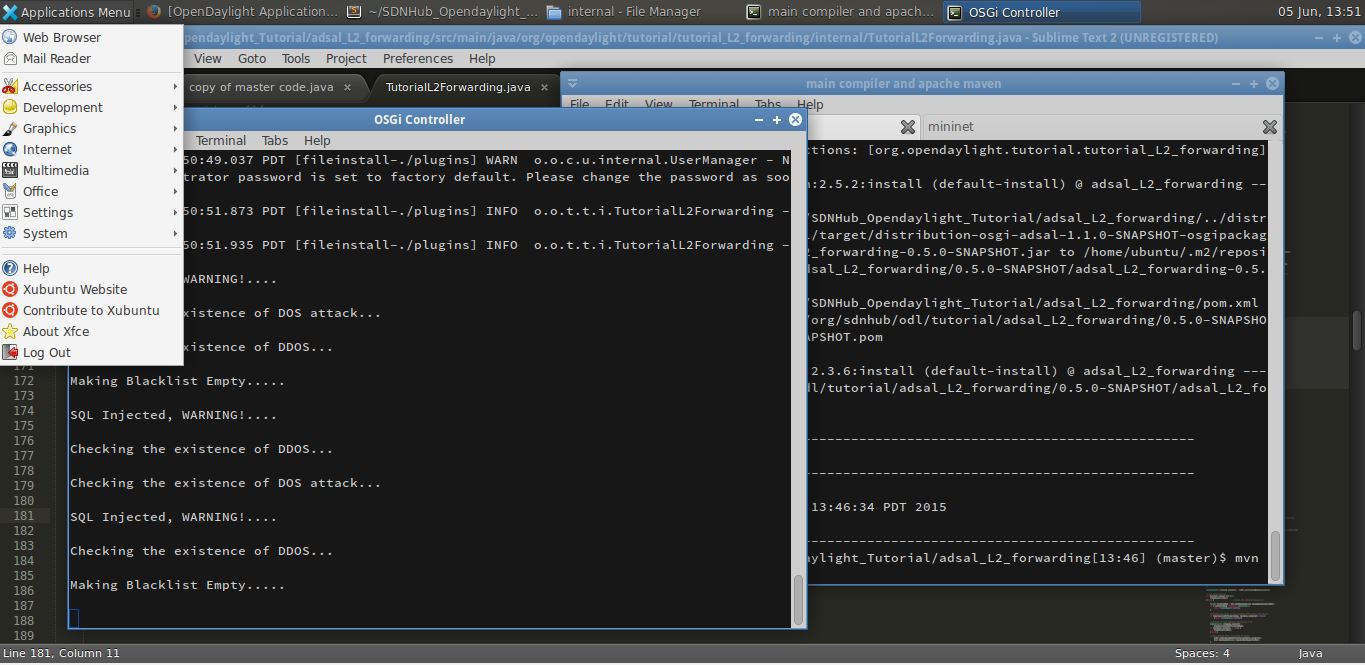 Applications Menu
[OpenDaylight Application...
~/SDNHub_Opendaylight_...
internal - File Manager
main compiler and apach...
OSGi Controller
05 Jun, 13:51
pendaylight_Tutorial/adsal_L2_forwarding/src/main/java/org/opendaylight/tutorial/tutorial_L2_forwarding/internal/TutorialL2Forwarding.java - Sublime Text 2 (UNREGISTERED)
View Goto Tools Project Preferences Help
copy of master code.java
TutorialL2Forwarding.java
Web Browser
Mail Reader
Accessories
Development
Graphics
Internet
Multimedia
Office
Settings
System
Help
Xubuntu Website
Contribute to Xubuntu
About Xfce
Log Out
OSGi Controller
Terminal Tabs Help
50:49.037 PDT [fileinstall-./plugins] WARN o.o.c.u.internal.UserManager - N
trator password is set to factory default. Please change the password as soo
50:51.873 PDT [fileinstall-./plugins] INFO o.o.t.t.i.TutorialL2Forwarding -
50:51.935 PDT [fileinstall-./plugins] INFO o.o.t.t.i.TutorialL2Forwarding -
WARNING!....
xistence of DOS attack...
xistence of DDOS...
Making Blacklist Empty.....
SQL Injected, WARNING!....
Checking the existence of DDOS...
Checking the existence of DOS attack...
SQL Injected, WARNING!....
Checking the existence of DDOS...
Making Blacklist Empty.....
main compiler and apache maven
File Edit View Terminal Tabs Help
mininet
ctions: [org.opendaylight.tutorial.tutorial_L2_forwarding]
n:2.5.2:install (default-install) @ adsal_L2_forwarding ---
/SDNHub_Opendaylight_Tutorial/adsal_L2_forwarding/../distr
l/target/distribution-osgi-adsal-1.1.0-SNAPSHOT-osgipackag
2_forwarding-0.5.0-SNAPSHOT.jar to /home/ubuntu/.m2/reposi
dsal_L2_forwarding/0.5.0-SNAPSHOT/adsal_L2_forwarding-0.5.
/SDNHub_Opendaylight_Tutorial/adsal_L2_forwarding/pom.xml
/org/sdnhub/odl/tutorial/adsal_L2_forwarding/0.5.0-SNAPSHO
APSHOT.pom
2.3.6:install (default-install) @ adsal_L2_forwarding ---
dl/tutorial/adsal_L2_forwarding/0.5.0-SNAPSHOT/adsal_L2_fo
------------------------------------------------
------------------------------------------------
13:46:34 PDT 2015
------------------------------------------------
aylight_Tutorial/adsal_L2_forwarding[13:46] (master)$ mvn
171
172
173
174
175
176
177
178
179
180
181
182
183
184
185
186
187
188
189
Line 181, Column 11
Spaces: 4
Java